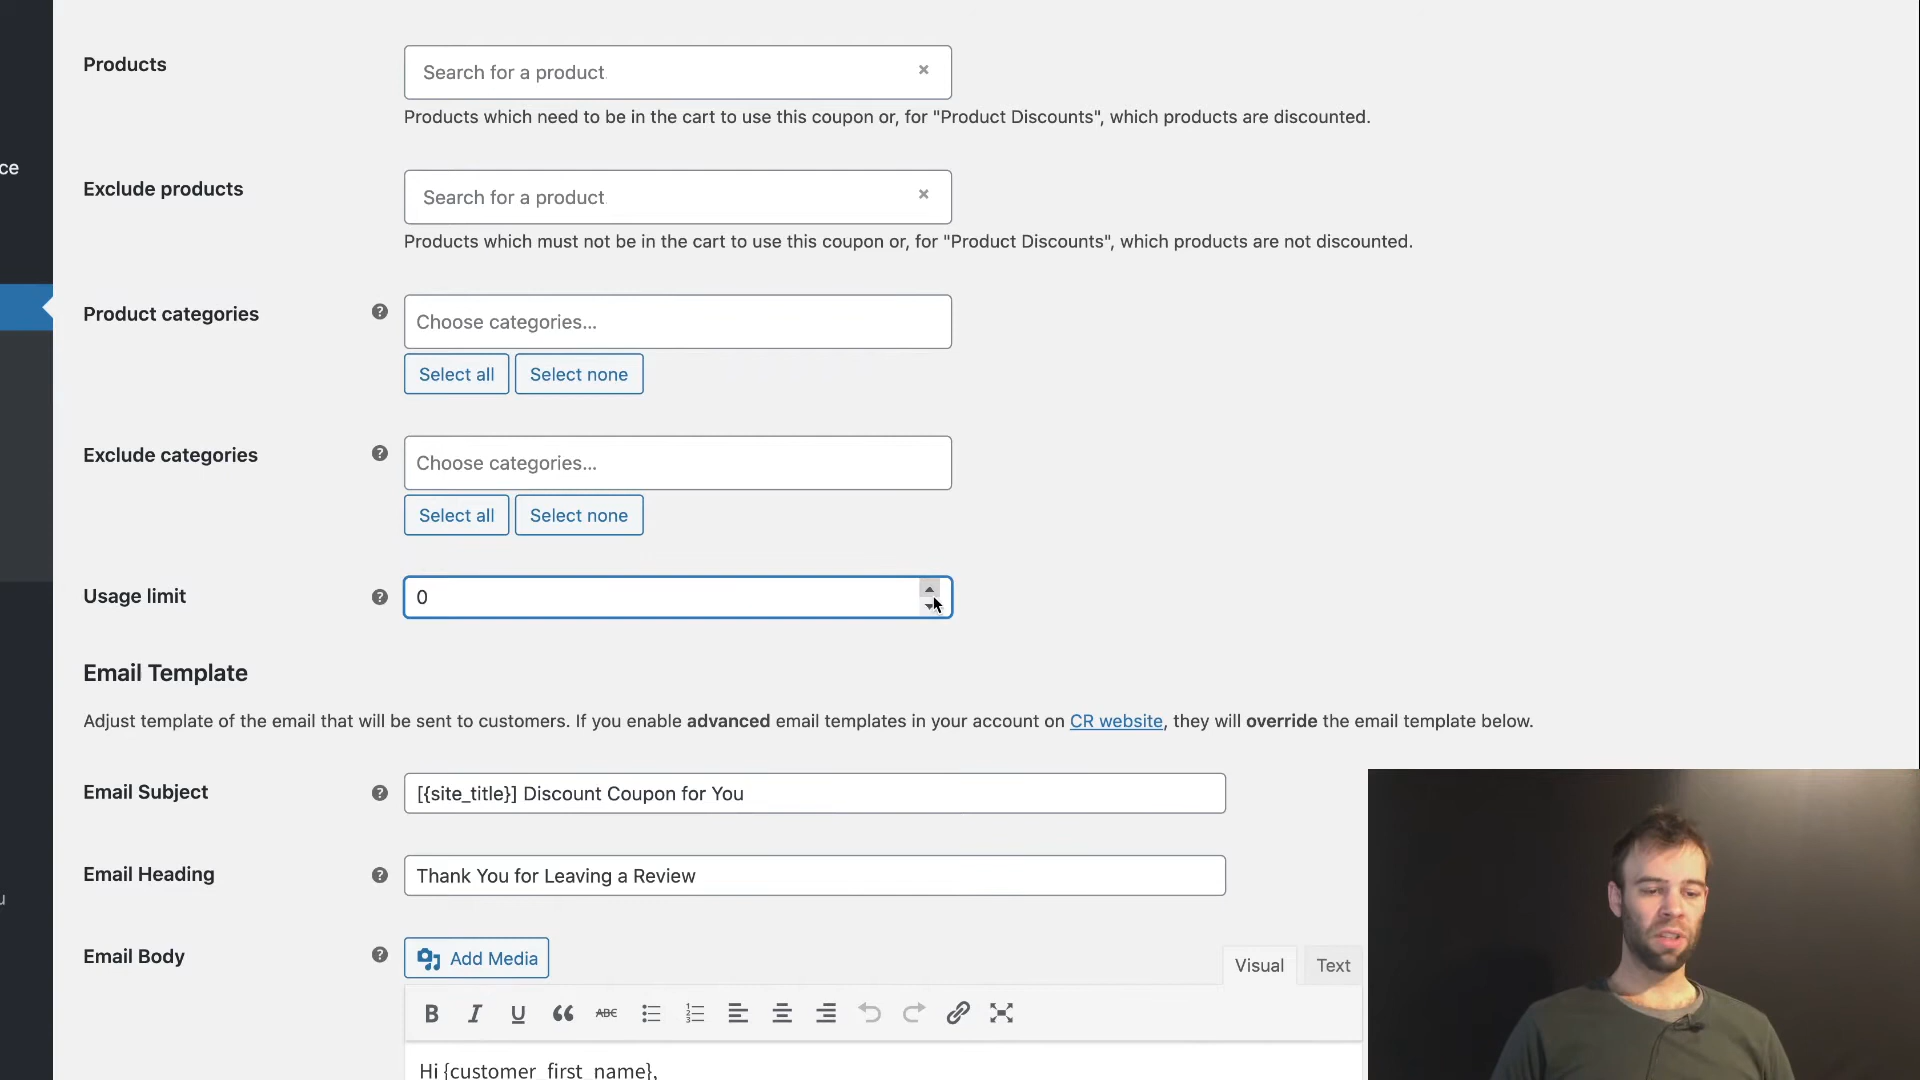 Products
Search for a product
×
Products which need to be in the cart to use this coupon or, for "Product Discounts", which products are discounted.
ce
Exclude products
Search for a product
×
Products which must not be in the cart to use this coupon or, for "Product Discounts", which products are not discounted.
Product categories
?
Choose categories...
Select all
Select none
Exclude categories
?
Choose categories...
Select all
Select none
Usage limit
?
0
Email Template
Adjust template of the email that will be sent to customers. If you enable advanced email templates in your account on CR website, they will override the email template below.
Email Subject
?
[{site_title}] Discount Coupon for You
Email Heading
?
Thank You for Leaving a Review
u
Email Body
?
Add Media
Visual
Text
B I U ABC
Hi {customer_first_name},